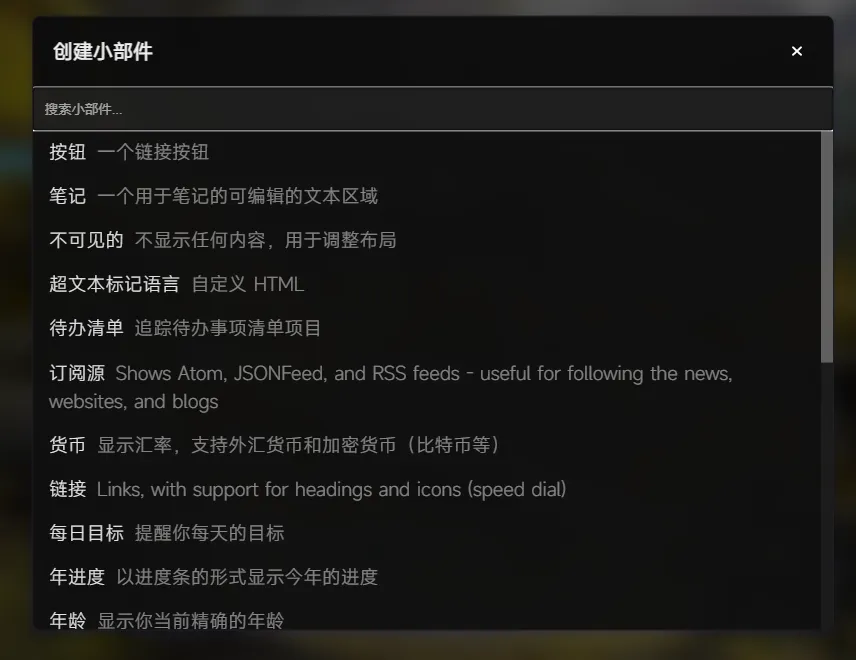 创建小部件
搜索小部件...
按钮 一个链接按钮
笔记 一个用于笔记的可编辑的文本区域
不可见的 不显示任何内容，用于调整布局
超文本标记语言 自定义 HTML
待办清单 追踪待办事项清单项目
订阅源 Shows Atom, JSONFeed, and RSS feeds - useful for following the news,
websites, and blogs
货币 显示汇率，支持外汇货币和加密货币（比特币等）
链接 Links, with support for headings and icons (speed dial)
每日目标 提醒你每天的目标
年进度 以进度条的形式显示今年的进度
年龄 显示你当前精确的年龄